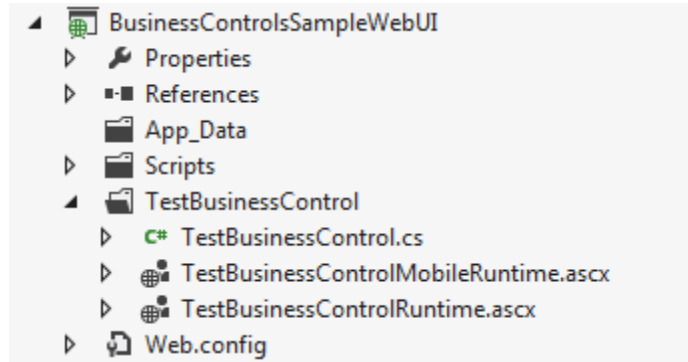 BusinessControlsSampleWebUI
Properties
References
App_Data
Scripts
TestBusinessControl
C# TestBusinessControl.cs
TestBusinessControlMobileRuntime.ascx
TestBusinessControlRuntime.ascx
Web.config